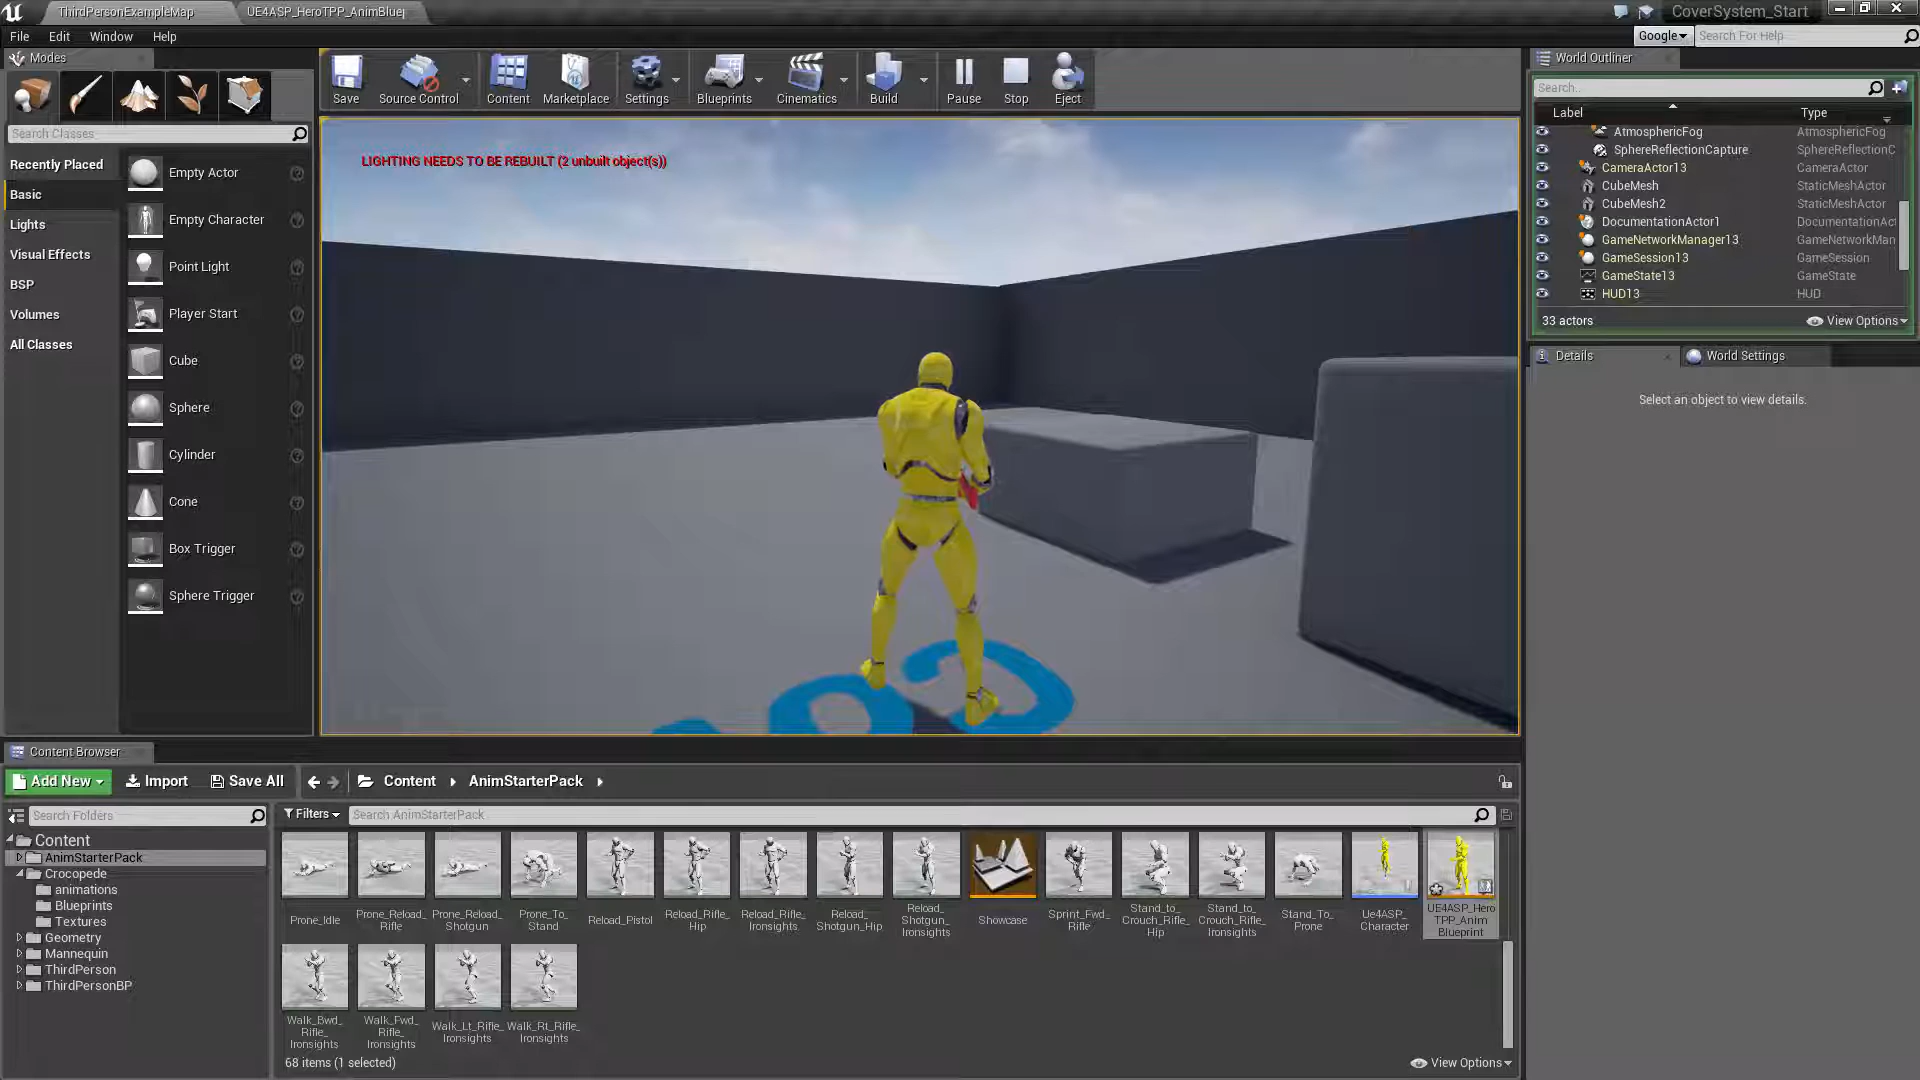 ThirdPersonExampleMap
UE4ASP_HeroTPP_AnimBluep
CoverSystem_Start
File Edit Window Help
Google
Search For Help
Modes
Save
Source Control
Content
Marketplace
Settings
Blueprints
Cinematics
Build
Pause
Stop
Eject
Search Classes
Recently Placed
Basic
Lights
Visual Effects
BSP
Volumes
All Classes
Empty Actor
Empty Character
Point Light
Player Start
Cube
Sphere
Cylinder
Cone
Box Trigger
Sphere Trigger
LIGHTING NEEDS TO BE REBUILT (2 unbuilt object(s))
World Outliner
Search..
Label Type
AtmosphericFog AtmosphericFog
SphereReflectionCapture SphereReflectionC
CameraActor13 CameraActor
CubeMesh StaticMeshActor
CubeMesh2 StaticMeshActor
DocumentationActor1 DocumentationAct
GameNetworkManager13 GameNetworkMan
GameSession13 GameSession
GameState13 GameState
HUD13 HUD
33 actors
View Options
Details
World Settings
Select an object to view details.
Content Browser
Add New Import Save All
Content AnimStarterPack
Search Folders
Content
AnimStarterPack
Crocopede
animations
Blueprints
Textures
Geometry
Mannequin
ThirdPerson
ThirdPersonBP
Filters
Search AnimStarterPack
Prone_Idle
Prone_Reload_
Rifle
Prone_Reload_
Shotgun
Prone_To_
Stand
Reload_Pistol
Reload_Rifle_
Hip
Reload_Rifle_
Ironsights
Reload_
Shotgun_Hip
Reload_
Shotgun_
Ironsights
Showcase
Sprint_Fwd_
Rifle
Stand_to_
Crouch_Rifle_
Hip
Stand_to_
Crouch_Rifle_
Ironsights
Stand_To_
Prone
Ue4ASP_
Character
UE4ASP_Hero
TPP_Anim
Blueprint
Walk_Bwd_
Rifle_
Ironsights
Walk_Fwd_
Rifle_
Ironsights
Walk_Lt_Rifle_
Ironsights
Walk_Rt_Rifle_
Ironsights
68 items (1 selected)
View Options